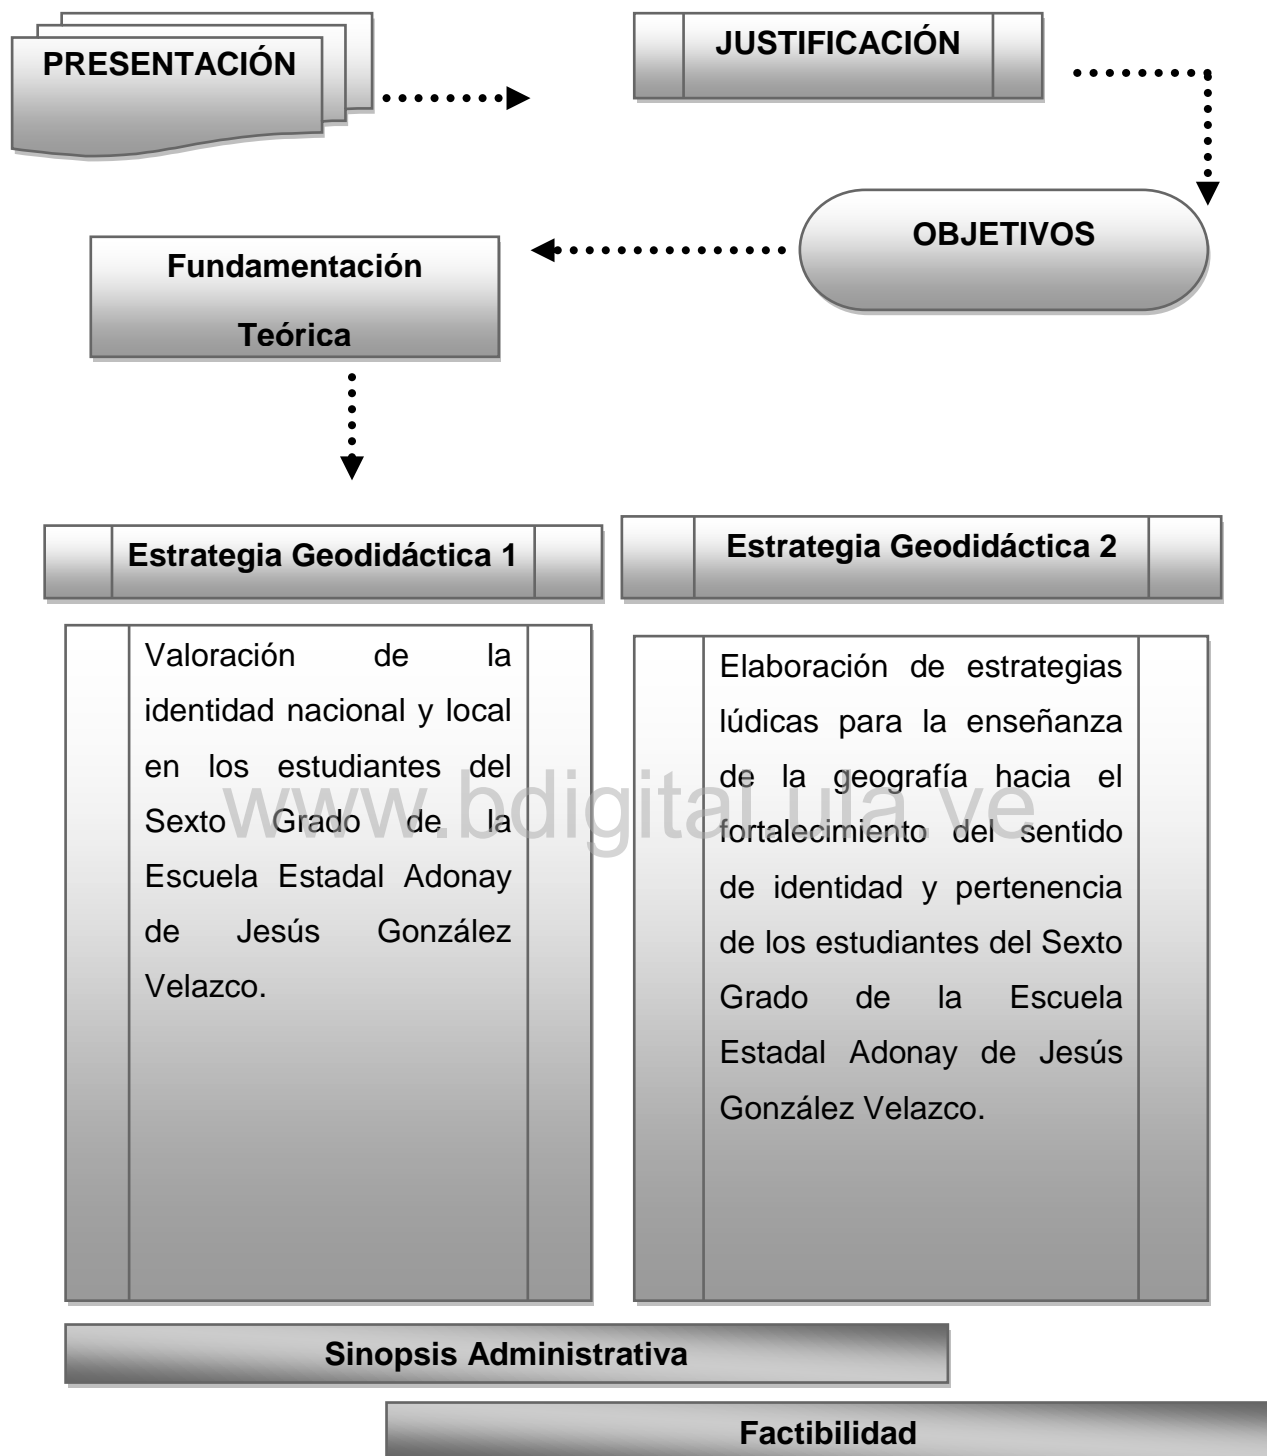 PRESENTACIÓN
JUSTIFICACIÓN
OBJETIVOS
Fundamentación
Teórica
Estrategia Geodidáctica 1
Estrategia Geodidáctica 2
Valoración de la
identidad nacional y local
en los estudiantes del
Sexto Grado de la
Escuela Estadal Adonay
de Jesús González
Velazco.
Elaboración de estrategias
lúdicas para la enseñanza
de la geografía hacia el
fortalecimiento del sentido
de identidad y pertenencia
de los estudiantes del Sexto
Grado de la Escuela
Estadal Adonay de Jesús
González Velazco.
www.bdigital.ula.ve
Sinopsis Administrativa
Factibilidad